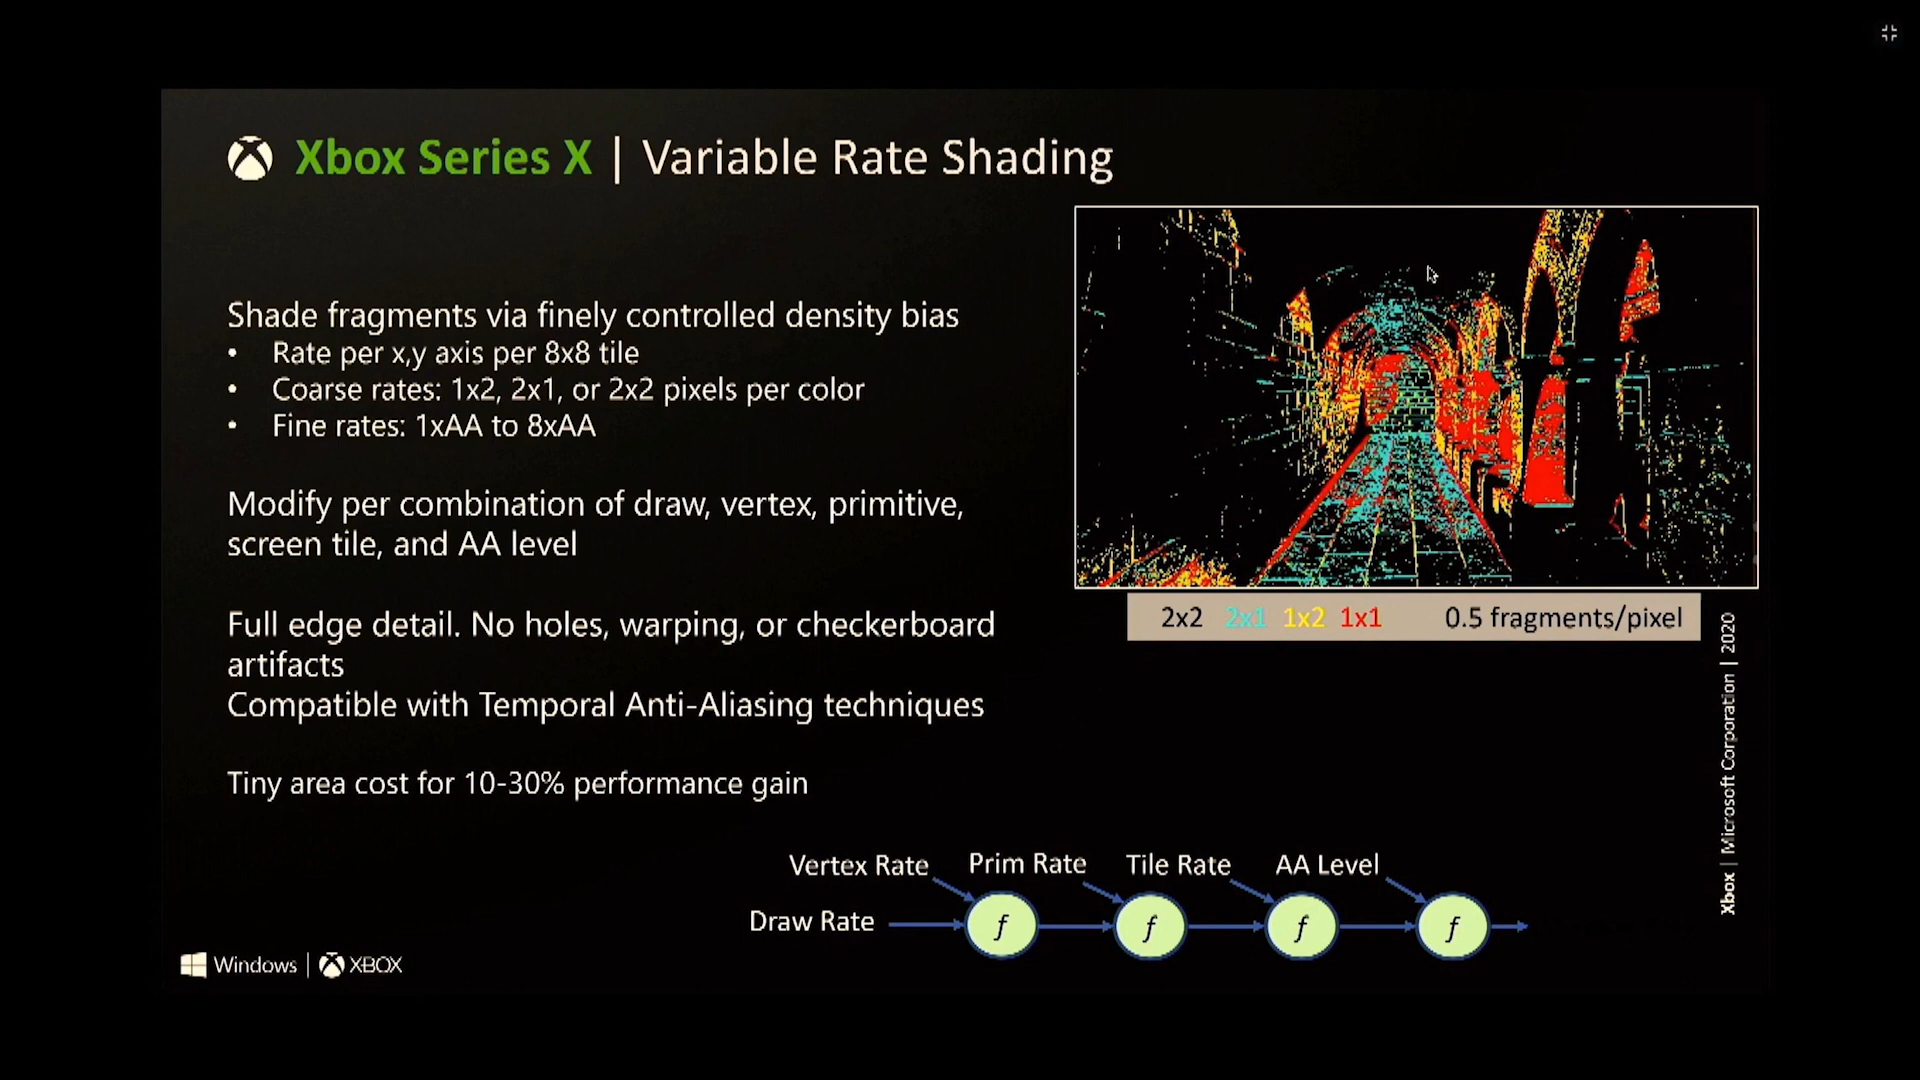 Xbox Series X | Variable Rate Shading
Shade fragments via finely controlled density bias
• Rate per x,y axis per 8x8 tile
• Coarse rates: 1x2, 2x1, or 2x2 pixels per color
• Fine rates: 1xAA to 8xAA
Modify per combination of draw, vertex, primitive,
screen tile, and AA level
Full edge detail. No holes, warping, or checkerboard
artifacts
Compatible with Temporal Anti-Aliasing techniques
Tiny area cost for 10-30% performance gain
2x2 2x1 1x2 1x1 0.5 fragments/pixel
Xbox | Microsoft Corporation | 2020
Vertex Rate Prim Rate Tile Rate AA Level
Draw Rate f f f f
Windows | XBOX